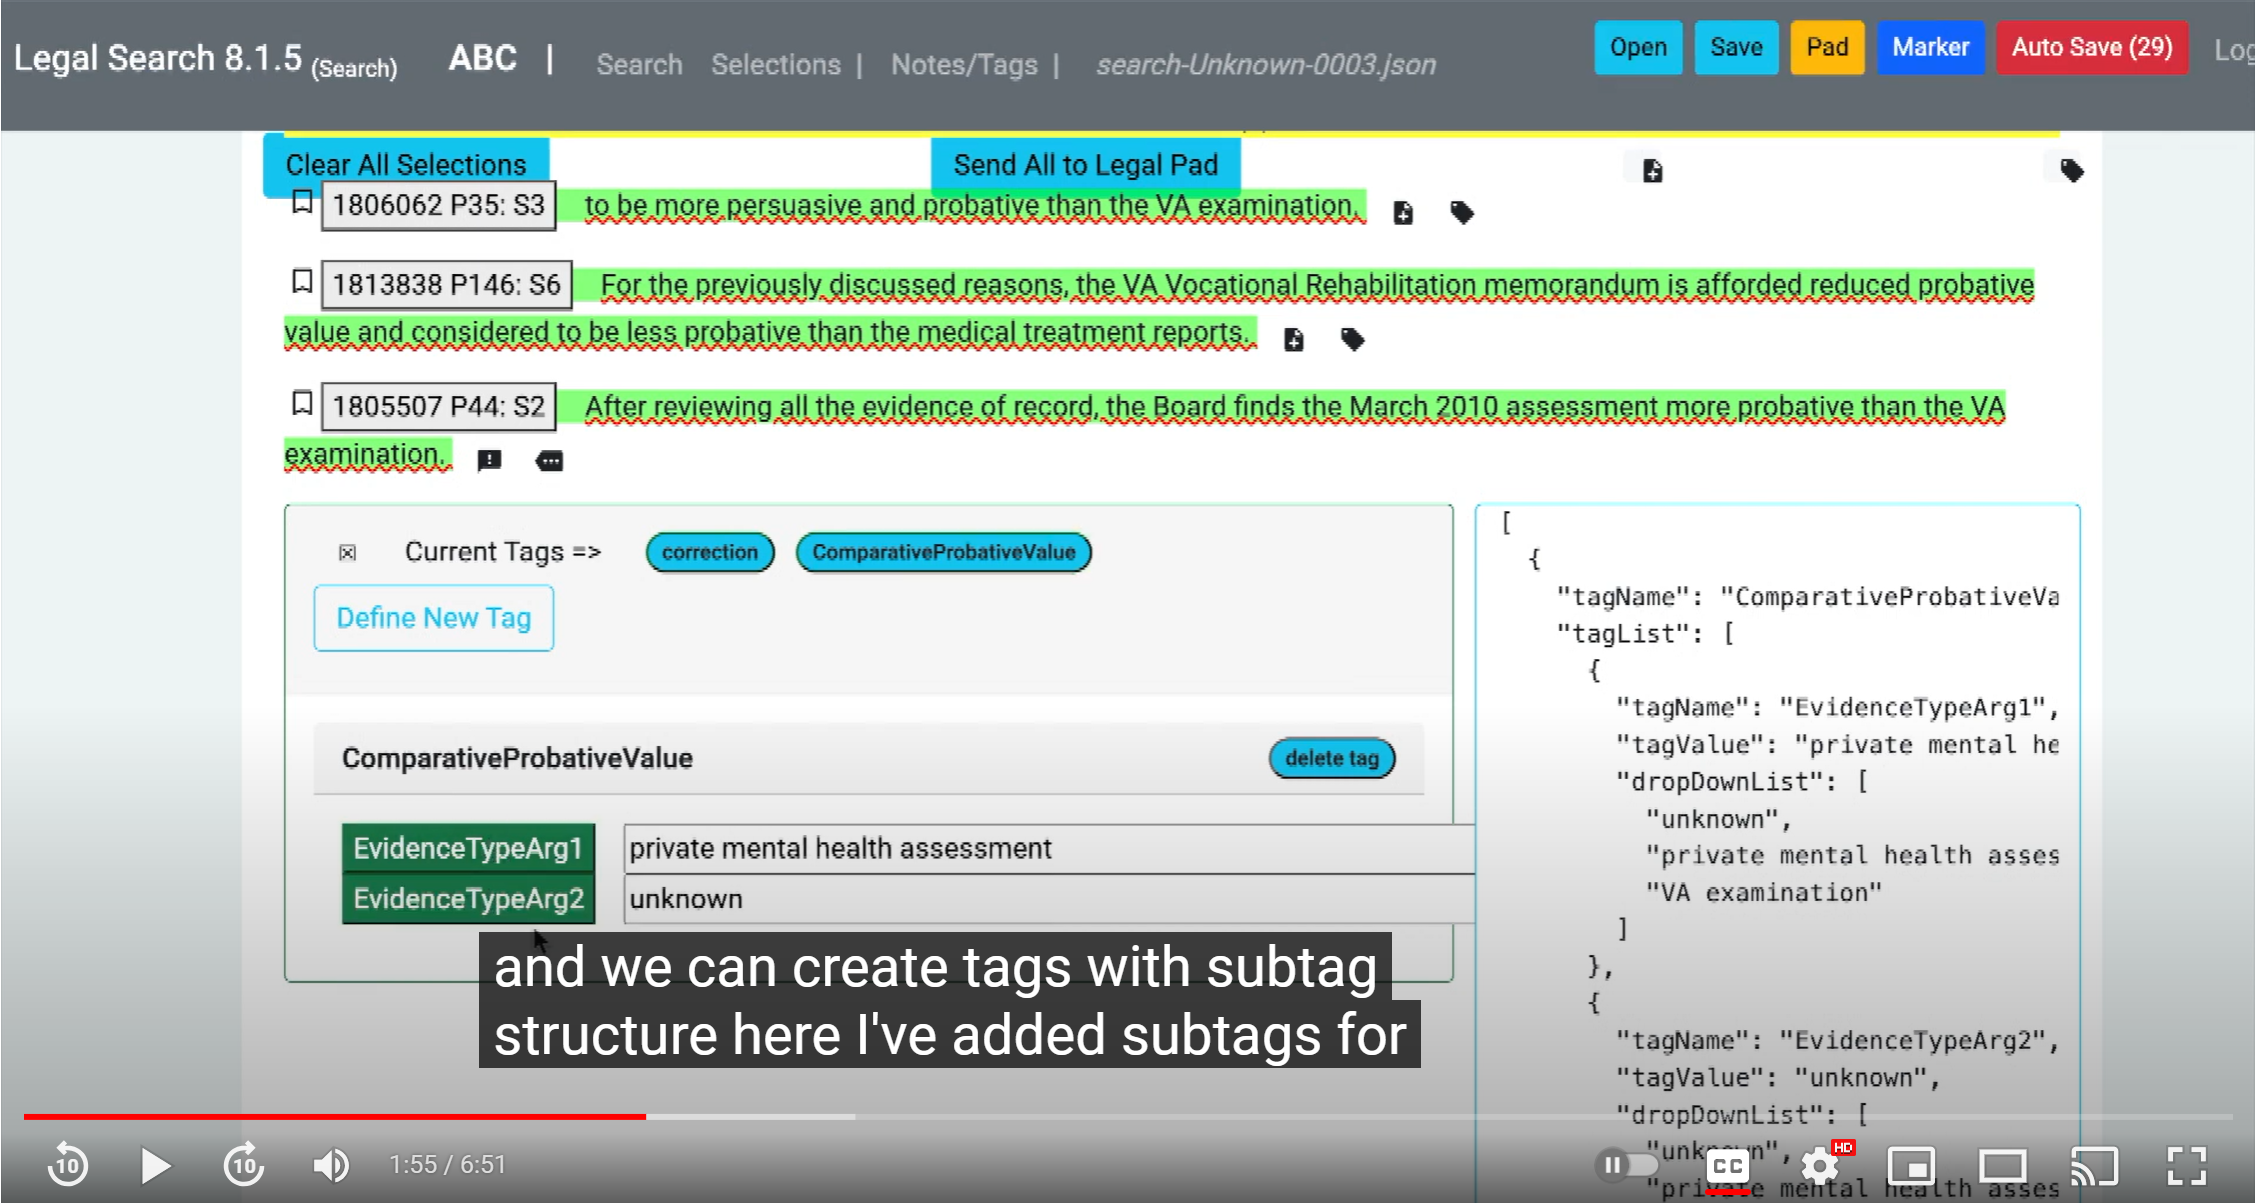 Legal Search 8.1.5 (Search) ABC | Search Selections | Notes/Tags | search-Unknown-0003.json Open Save Pad Marker Auto Save (29) Log
Clear All Selections Send All to Legal Pad
1806062 P35: S3 to be more persuasive and probative than the VA examination.
1813838 P146: S6 For the previously discussed reasons, the VA Vocational Rehabilitation memorandum is afforded reduced probative
value and considered to be less probative than the medical treatment reports.
1805507 P44: S2 After reviewing all the evidence of record, the Board finds the March 2010 assessment more probative than the VA
examination.
Current Tags => correction ComparativeProbativeValue
Define New Tag
ComparativeProbativeValue delete tag
EvidenceTypeArg1 private mental health assessment
EvidenceTypeArg2 unknown
[
{
"tagName": "ComparativeProbativeVa
"tagList": [
{
"tagName": "EvidenceTypeArg1",
"tagValue": "private mental he
"dropDownList": [
"unknown",
"private mental health asses
"VA examination"
]
},
{
"tagName": "EvidenceTypeArg2",
"tagValue": "unknown",
"dropDownList": [
"unknown",
"private mental health asses
and we can create tags with subtag
structure here I've added subtags for
10 10 1:55 / 6:51 CC HD